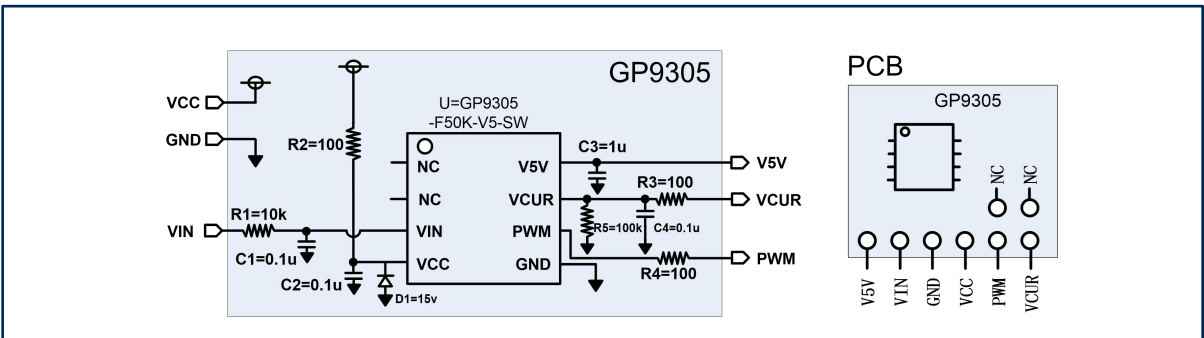 GP9305
VCC
GND
R2=100
U=GP9305
-F50K-V5-SW
NC
NC
VIN
VCC
V5V
VCUR
PWM
GND
C3=1u
V5V
R3=100
VCUR
R5=100k
C4=0.1u
R4=100
PWM
R1=10k
VIN
C1=0.1u
C2=0.1u
D1=15v
PCB
GP9305
NC
NC
V5V
VIN
GND
VCC
PWM
VCUR